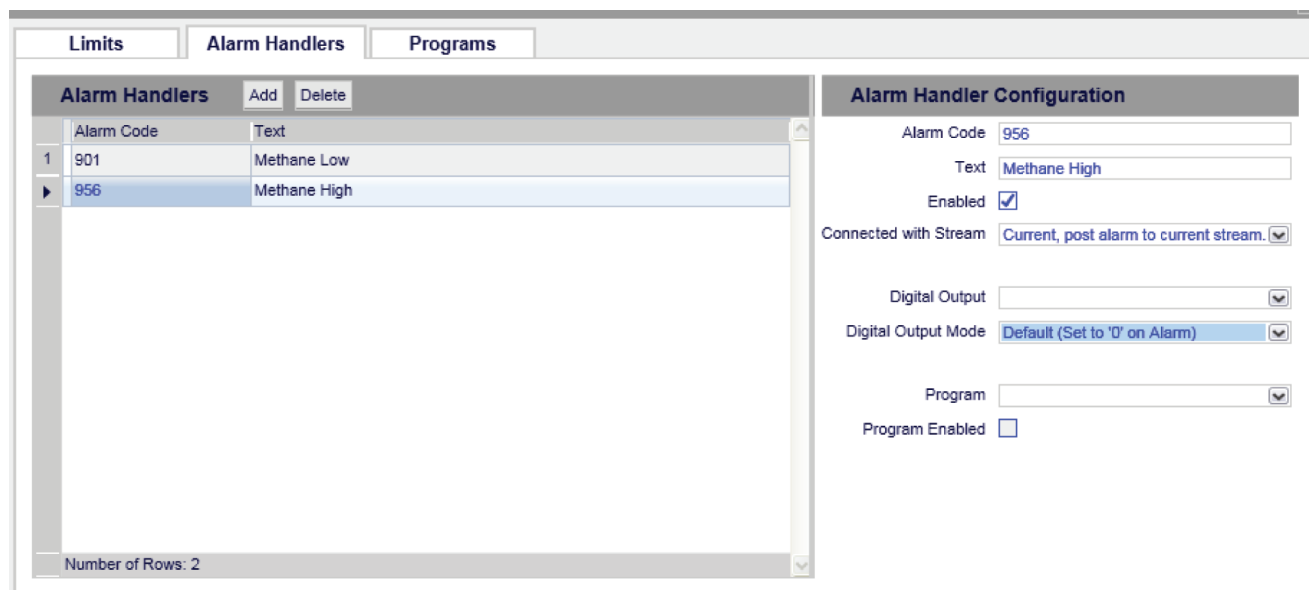 Limits Alarm Handlers Programs
Alarm Handlers Add Delete
Alarm Code Text
1 901 Methane Low
956 Methane High
Number of Rows: 2
Alarm Handler Configuration
Alarm Code 956
Text Methane High
Enabled
Connected with Stream Current, post alarm to current stream.
Digital Output
Digital Output Mode Default (Set to '0' on Alarm)
Program
Program Enabled